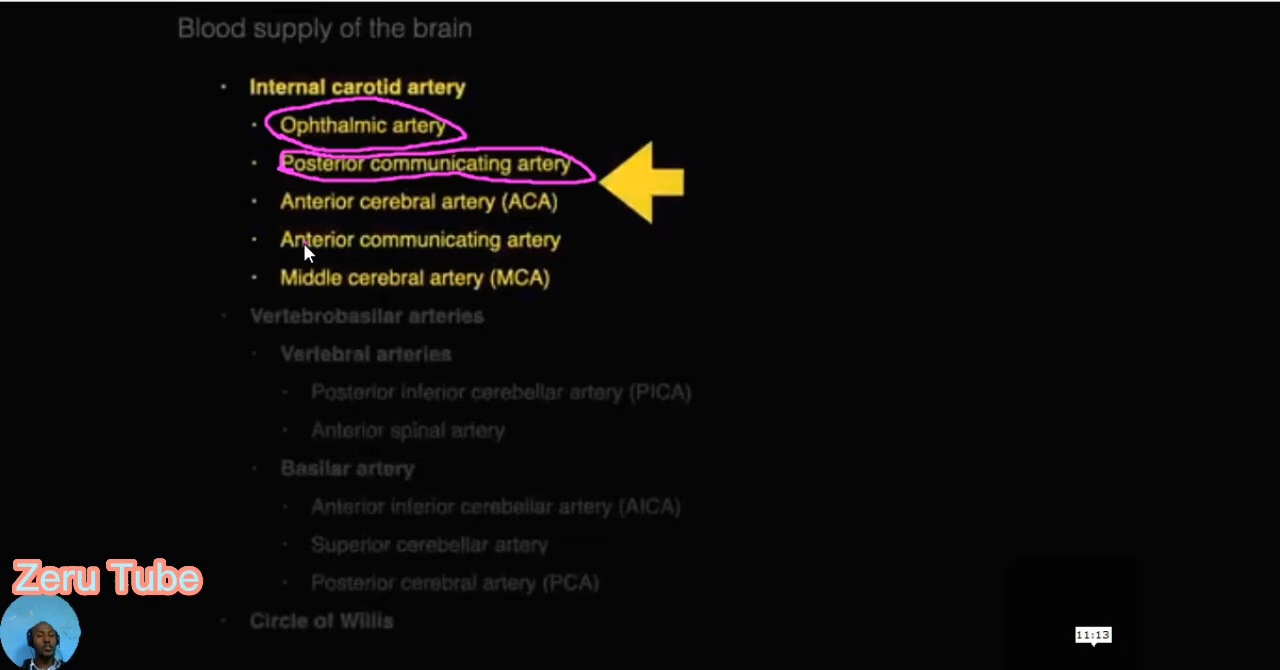 Blood supply of the brain
Internal carotid artery
Ophthalmic artery
Posterior communicating artery
Anterior cerebral artery (ACA)
Anterior communicating artery
Middle cerebral artery (MCA)
Vertebrobasilar arteries
Vertebral arteries
Posterior inferior cerebellar artery (PICA)
Anterior spinal artery
Basilar artery
Anterior inferior cerebellar artery (AICA)
Superior cerebellar artery
Posterior cerebral artery (PCA)
Circle of Willis
Zeru Tube
11:13